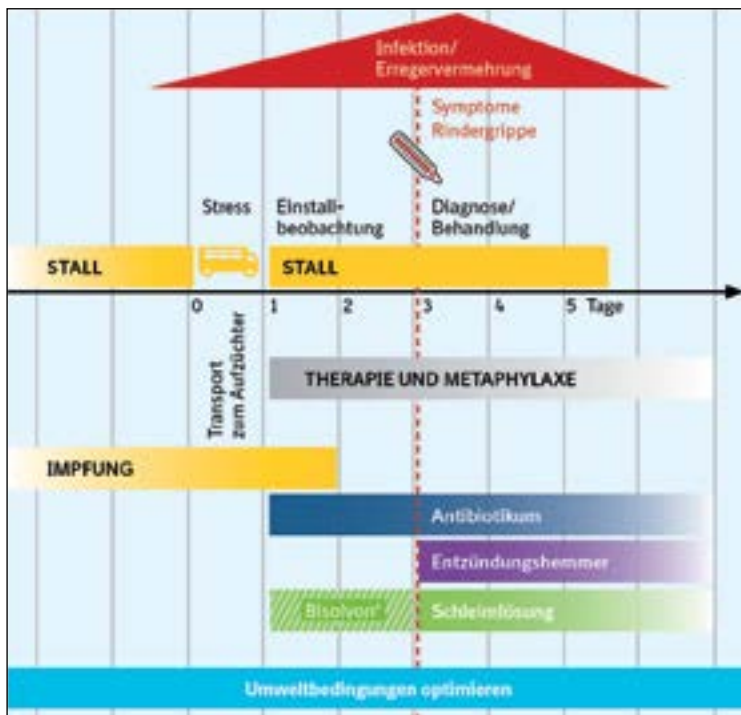 Infektion/
Erregervermehrung
Symptome
Rindergrippe
Stress
Einstall-
beobachtung
Diagnose/
Behandlung
STALL
STALL
0 1 2 3 4 5 Tage
Transport
zum Aufzüchter
THERAPIE UND METAPHYLAXE
IMPFUNG
Antibiotikum
Entzündungshemmer
Bisolvon® Schleimlösung
Umweltbedingungen optimieren